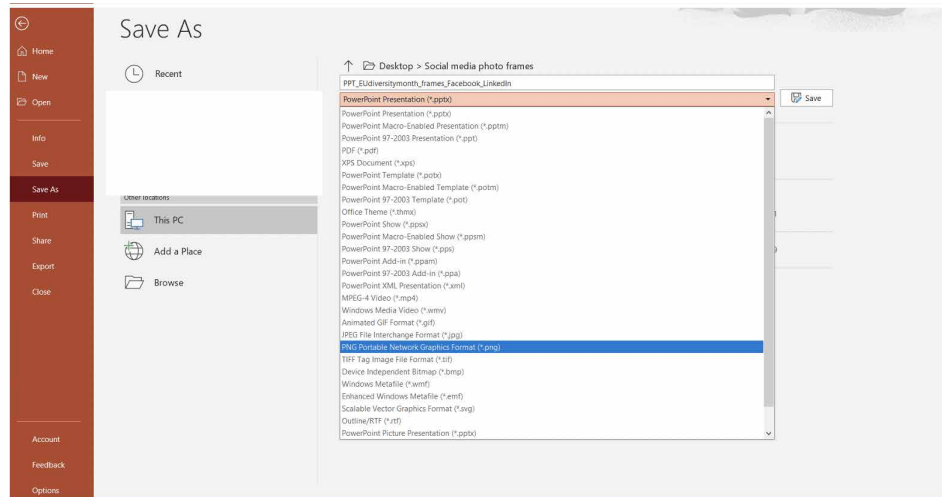 Save As
Home
New
Open
Info
Save
Save As
Print
Share
Export
Close
Account
Feedback
Options
Recent
Other locations
This PC
Add a Place
Browse
Desktop > Social media photo frames
PPT_EUdiversitymonth_frames_Facebook_LinkedIn
PowerPoint Presentation (*.pptx)
Save
PowerPoint Presentation (*.pptx)
PowerPoint Macro-Enabled Presentation (*.pptm)
PowerPoint 97-2003 Presentation (*.ppt)
PDF (*.pdf)
XPS Document (*.xps)
PowerPoint Template (*.potx)
PowerPoint Macro-Enabled Template (*.potm)
PowerPoint 97-2003 Template (*.pot)
Office Theme (*.thmx)
PowerPoint Show (*.ppsx)
PowerPoint Macro-Enabled Show (*.ppsm)
PowerPoint 97-2003 Show (*.pps)
PowerPoint Add-in (*.ppam)
PowerPoint 97-2003 Add-in (*.ppa)
PowerPoint XML Presentation (*.xml)
MPEG-4 Video (*.mp4)
Windows Media Video (*.wmv)
Animated GIF Format (*.gif)
JPEG File Interchange Format (*.jpg)
PNG Portable Network Graphics Format (*.png)
TIFF Tag Image File Format (*.tif)
Device Independent Bitmap (*.bmp)
Windows Metafile (*.wmf)
Enhanced Windows Metafile (*.emf)
Scalable Vector Graphics Format (*.svg)
Outline/RTF (*.rtf)
PowerPoint Picture Presentation (*.pptx)